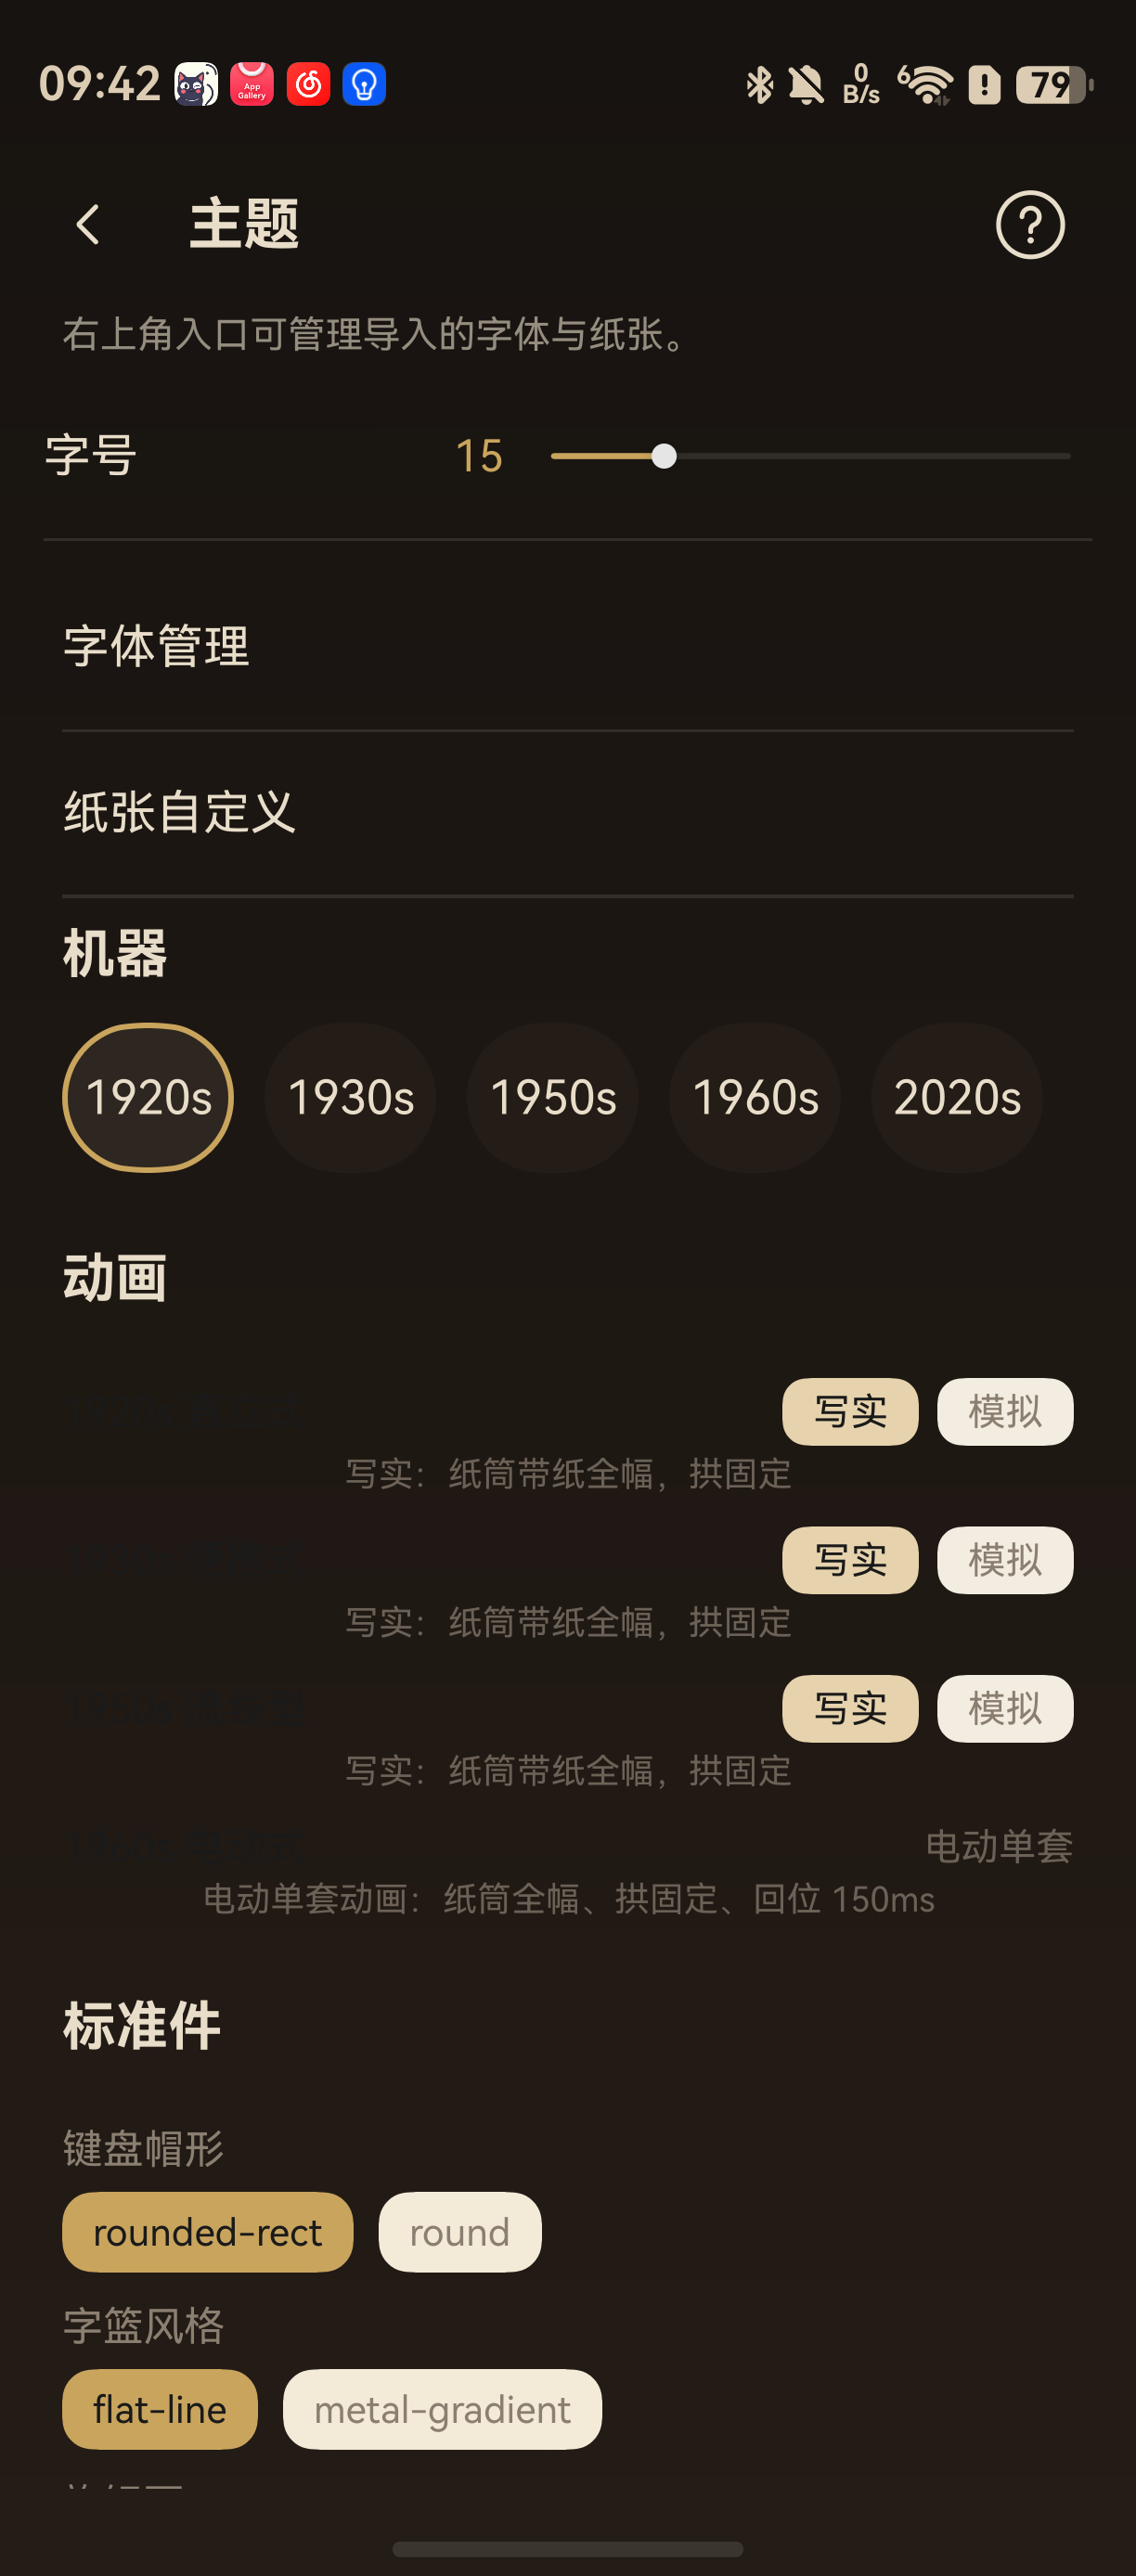 09:42
App
Gallery
0
B/s
6
79
主题
右上角入口可管理导入的字体与纸张。
字号
15
字体管理
纸张自定义
机器
1920s 1930s 1950s 1960s 2020s
动画
写实 模拟
写实：纸筒带纸全幅，拱固定
写实 模拟
写实：纸筒带纸全幅，拱固定
1950s
写实 模拟
写实：纸筒带纸全幅，拱固定
电动单套
电动单套动画：纸筒全幅、拱固定、回位 150ms
标准件
键盘帽形
rounded-rect round
字篮风格
flat-line metal-gradient